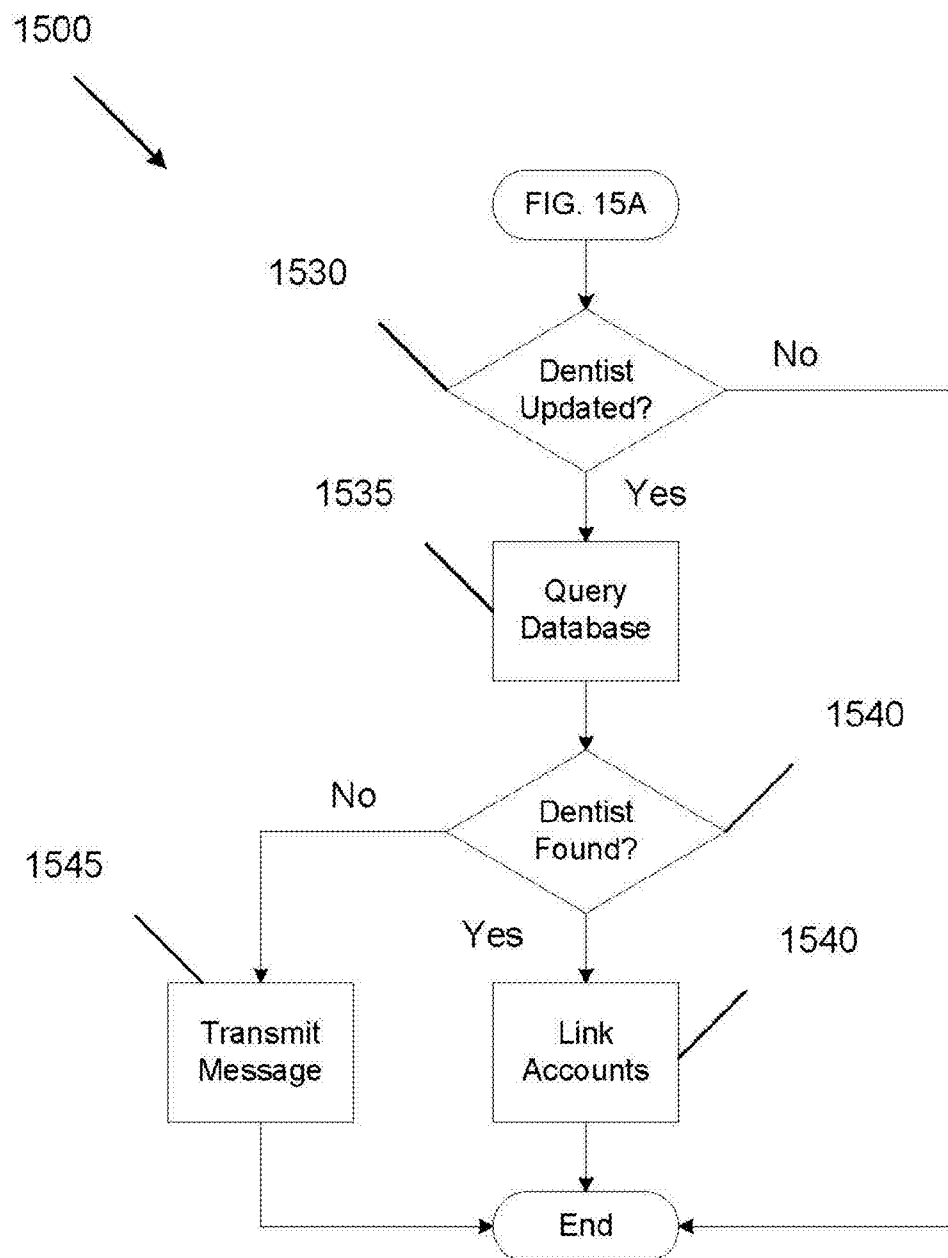 1500
FIG. 15A
1530
Dentist
Updated?
No
Yes
1535
Query
Database
1540
Dentist
Found?
No
1545
Yes
1540
Transmit
Message
Link
Accounts
End